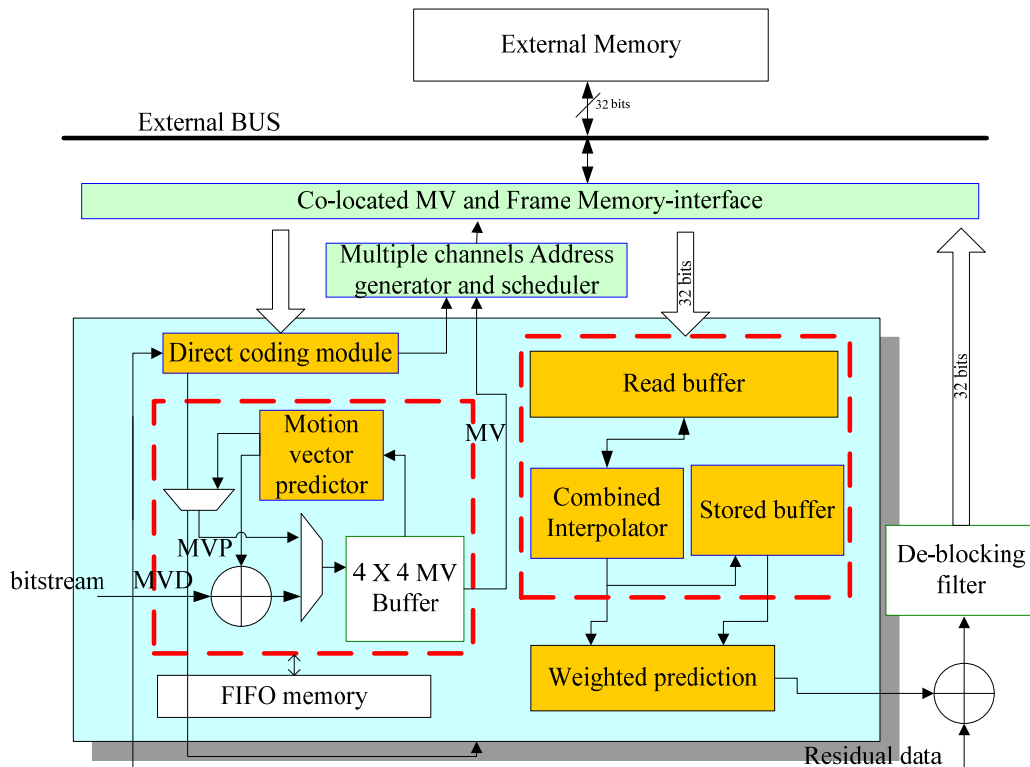 External Memory
32 bits
External BUS
Co-located MV and Frame Memory-interface
Multiple channels Address
generator and scheduler
32 bits
32 bits
Direct coding module
Read buffer
Motion
vector
predictor
MV
Combined
Interpolator
Stored buffer
MVP
De-blocking
filter
bitstream
MVD
4 X 4 MV
Buffer
Weighted prediction
FIFO memory
Residual data